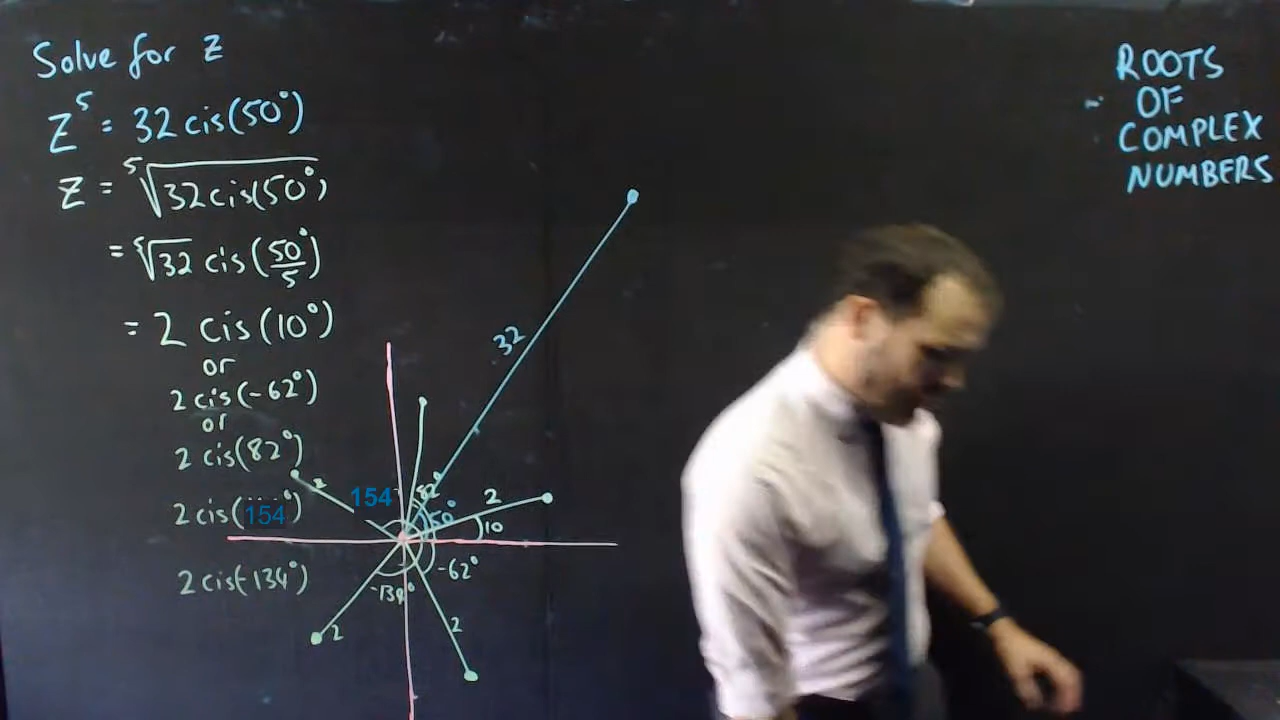 Solve for z
z⁵ = 32 cis(50°)
z = ⁵√32cis(50°)
= ⁵√32 cis(50°/5)
= 2 cis(10°)
or
2 cis(-62°)
or
2 cis(82°)
2 cis(154°)
2 cis(-134°)
32
2
154
82°
50°
2
10
-62°
-134°
2
2
ROOTS
OF
COMPLEX
NUMBERS